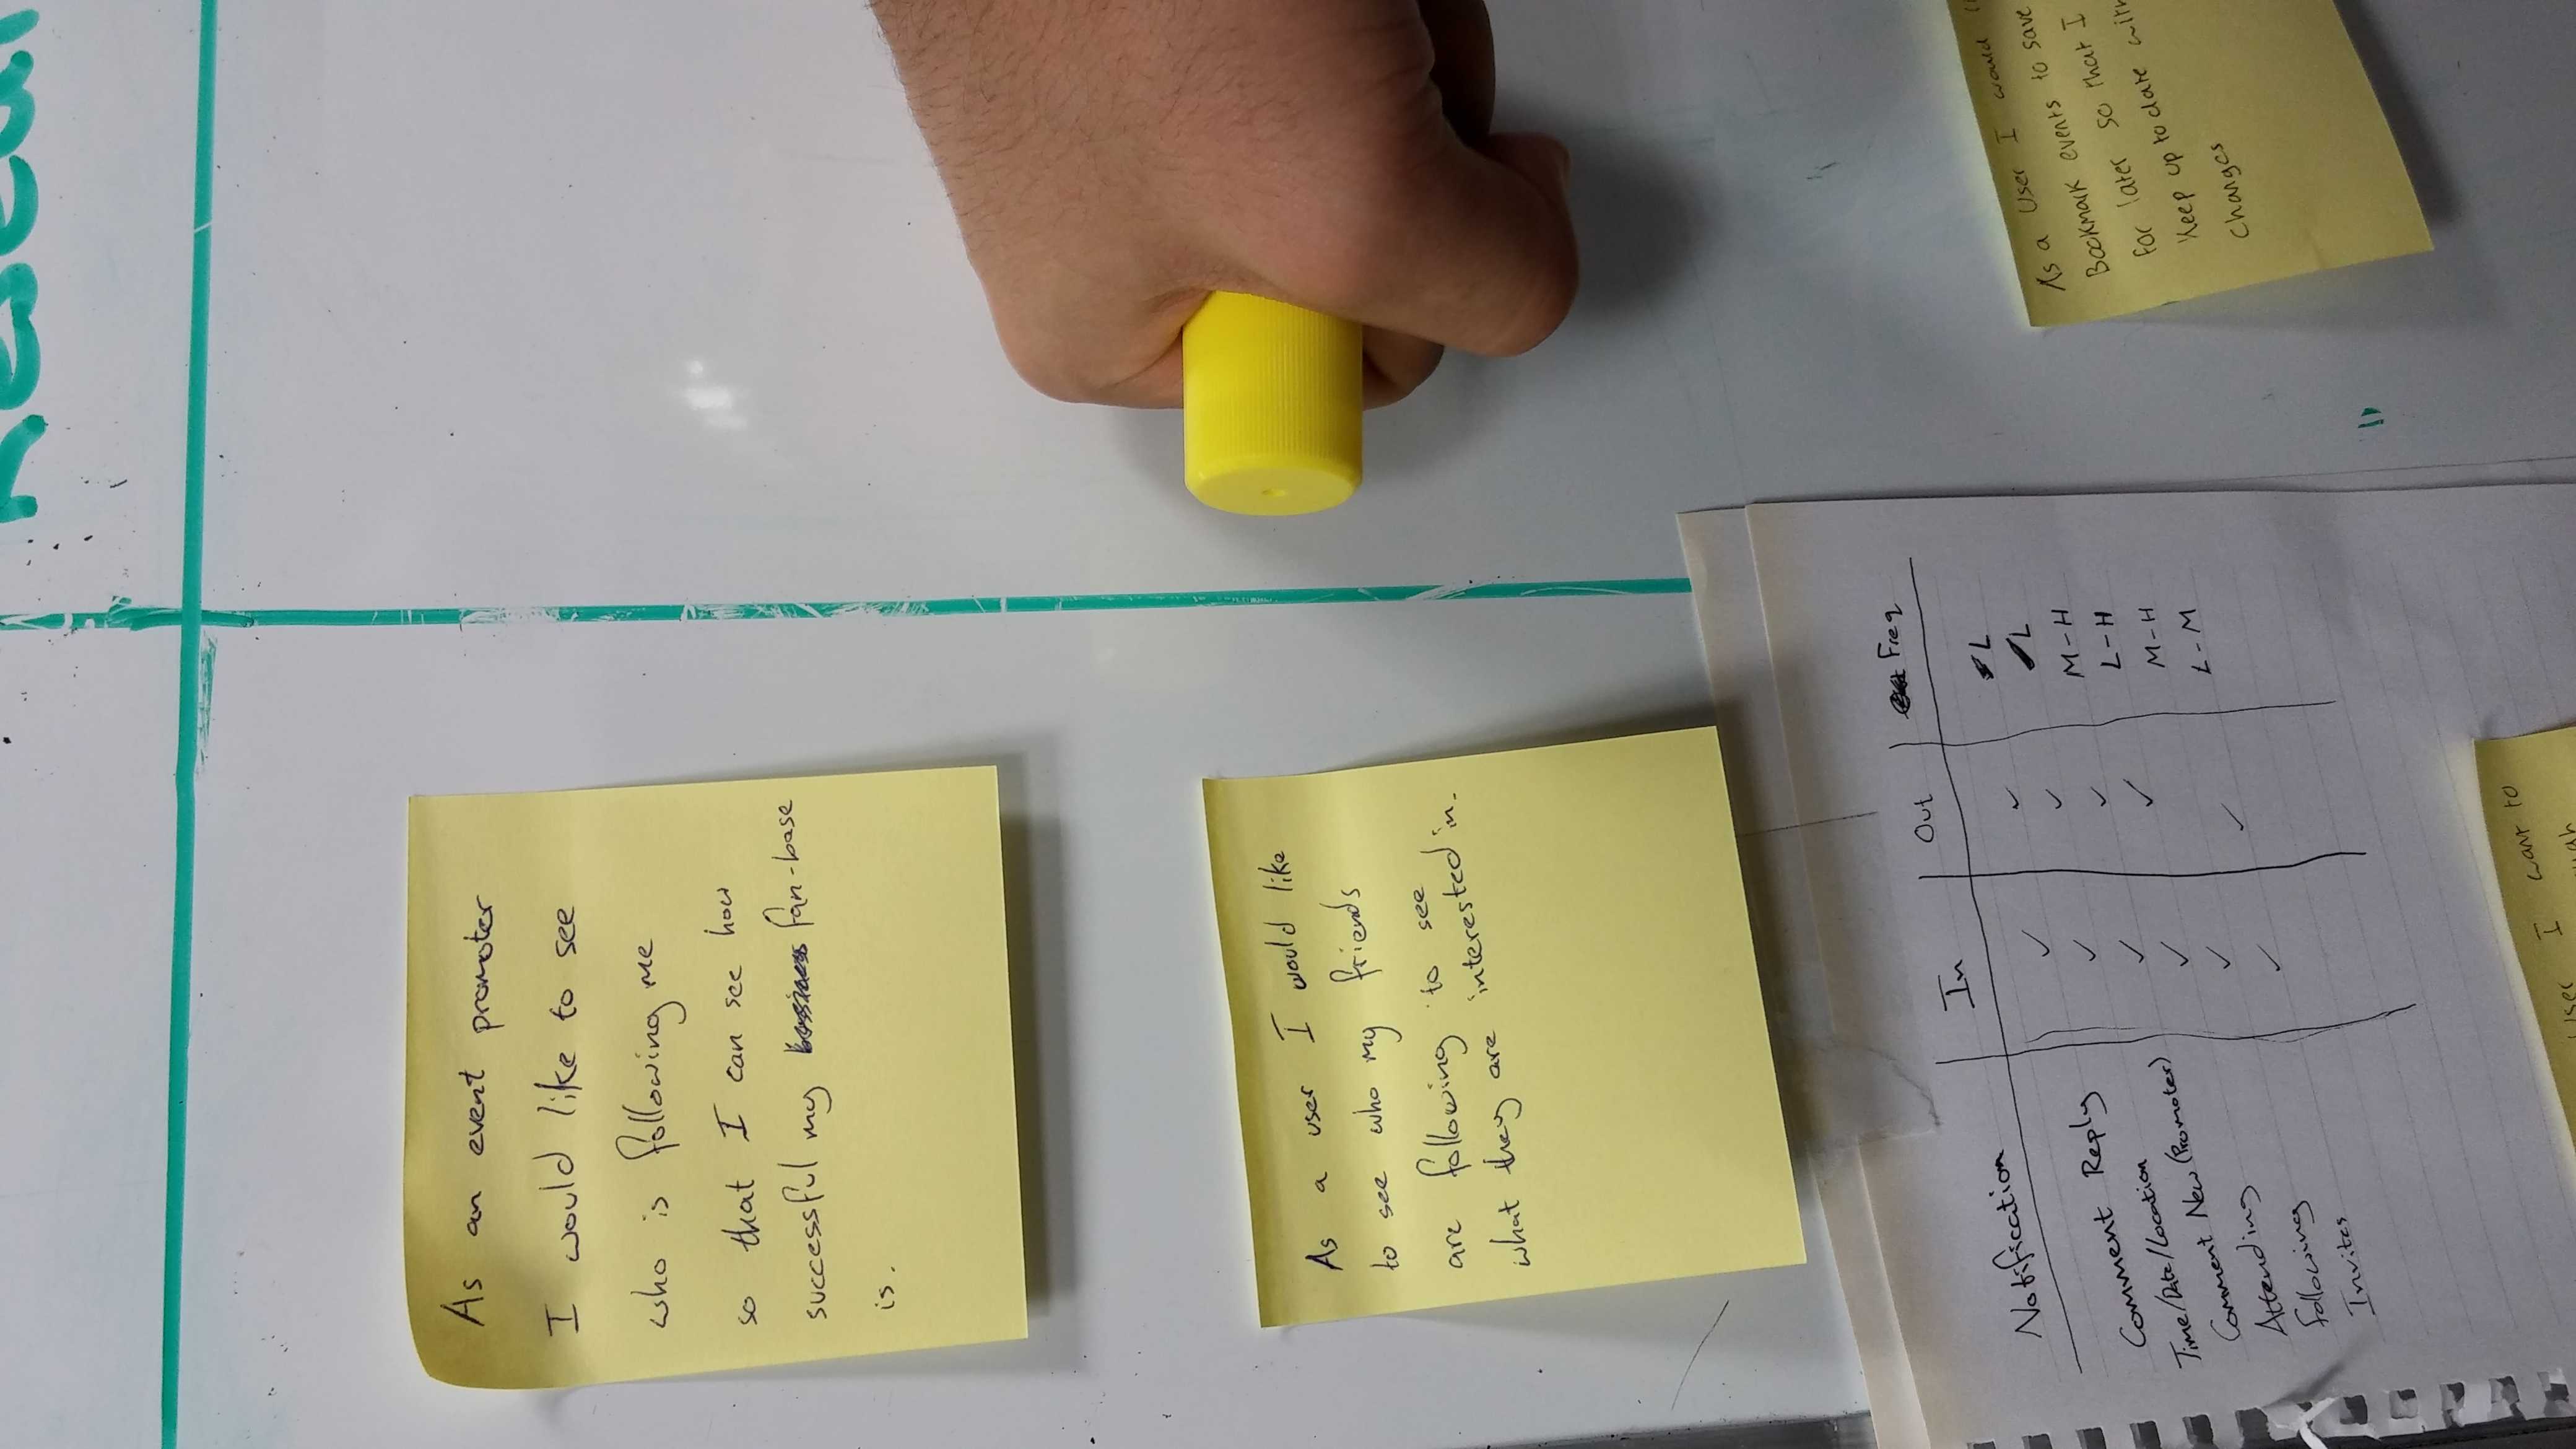 As an event promoter
I would like to see
who is following me
so that I can see how
successful my business fan-base
is.
As a user I would like
to see who my friends
are following to see
what they are interested in.
As a user I would
Bookmark events to save
for later so that I
Keep up to date with
changes
Notification In Out Freq
Comment Reply ✓ ✓ L
Time/Date/Location ✓ ✓ L
Comment New (Promoter) ✓ ✓ M-H
Attending ✓ ✓ L-H
Following ✓ M-H
Invites ✓ ✓ L-M
user I want to